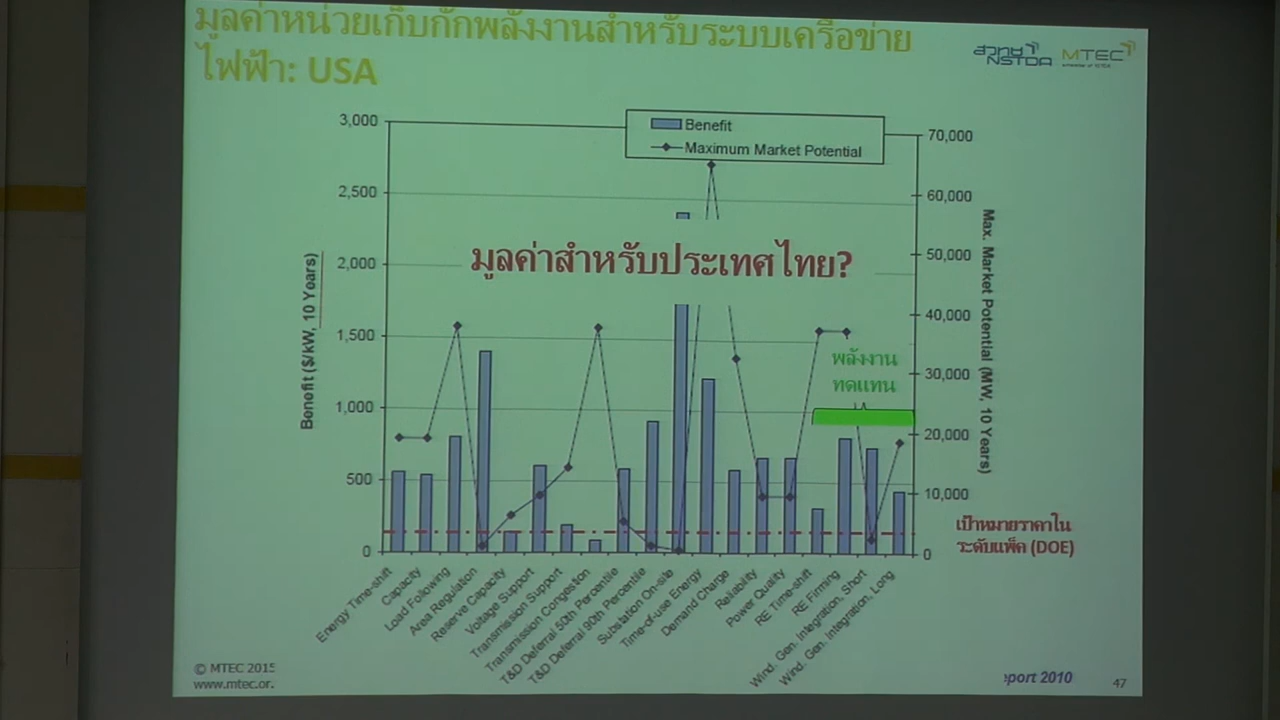 มูลค่าหน่วยเก็บกักพลังงานสำหรับระบบเครือข่าย
ไฟฟ้า: USA
สวทช
NSTDA
MTEC
3,000
2,500
2,000
1,500
1,000
500
0
Benefit ($/kW, 10 Years)
Benefit
Maximum Market Potential
มูลค่าสำหรับประเทศไทย?
พลังงาน
ทดแทน
70,000
60,000
50,000
40,000
30,000
20,000
10,000
0
Max. Market Potential (MW, 10 Years)
เป้าหมายราคาใน
ระดับแพ็ค (DOE)
Energy Time-shift
Capacity
Load Following
Area Regulation
Reserve Capacity
Voltage Support
Transmission Support
Transmission Congestion
T&D Deferral 50th Percentile
T&D Deferral 90th Percentile
Substation On-site
Time-of-use Energy
Demand Charge
Reliability
Power Quality
RE Time-shift
RE Firming
Wind. Gen. Integration, Short
Wind. Gen. Integration, Long
© MTEC 2015
www.mtec.or.
port 2010
47